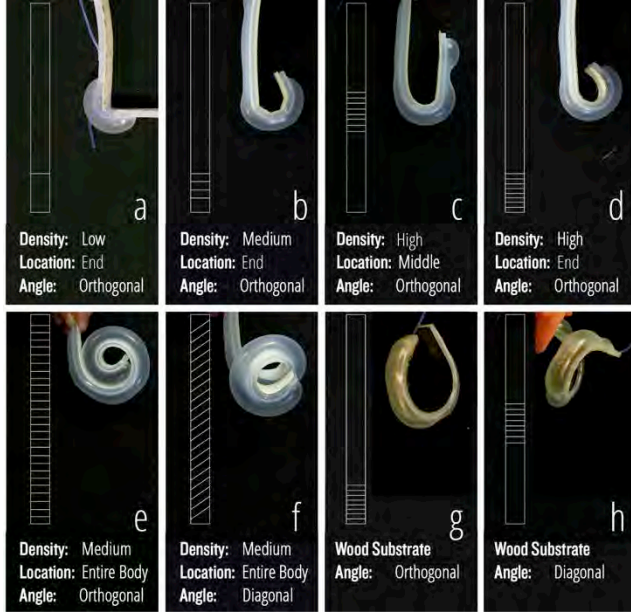 a
Density: Low
Location: End
Angle: Orthogonal
b
Density: Medium
Location: End
Angle: Orthogonal
c
Density: High
Location: Middle
Angle: Orthogonal
d
Density: High
Location: End
Angle: Orthogonal
e
Density: Medium
Location: Entire Body
Angle: Orthogonal
f
Density: Medium
Location: Entire Body
Angle: Diagonal
g
Wood Substrate
Angle: Orthogonal
h
Wood Substrate
Angle: Diagonal